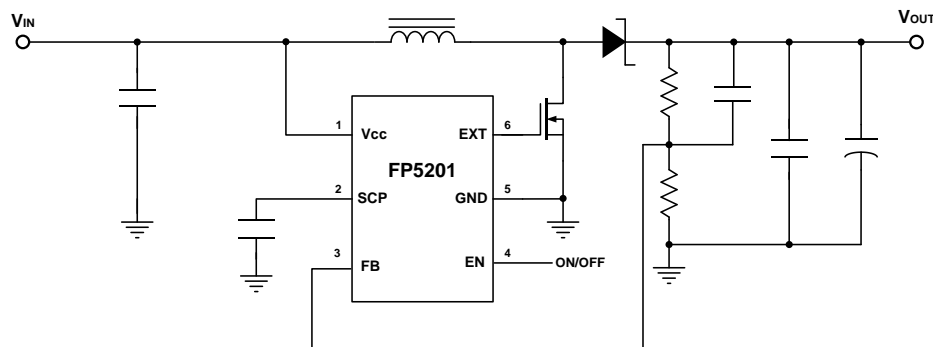 VIN
VOUT
1
Vcc
EXT
6
FP5201
2
SCP
GND
5
3
FB
EN
4
ON/OFF